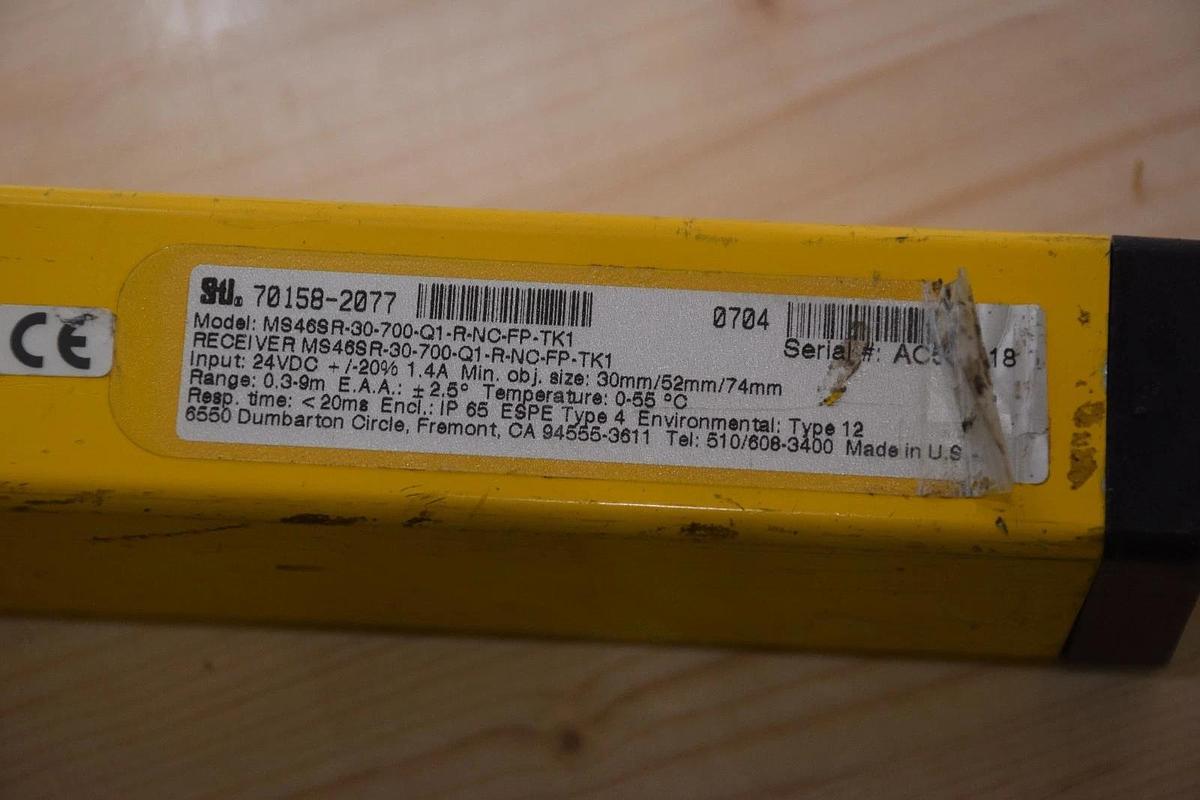 CE
STI® 70158-2077 0704
Model: MS46SR-30-700-Q1-R-NC-FP-TK1 Serial #:
RECEIVER MS46SR-30-700-Q1-R-NC-FP-TK1
Input: 24VDC +/-20% 1.4A Min. obj. size: 30mm/52mm/74mm
Range: 0.3-9m E.A.A.: ± 2.5° Temperature: 0-55 °C
Resp. time: < 20ms Encl.: IP 65 ESPE Type 4 Environmental: Type 12
6550 Dumbarton Circle, Fremont, CA 94555-3611 Tel: 510/608-3400 Made in U.S